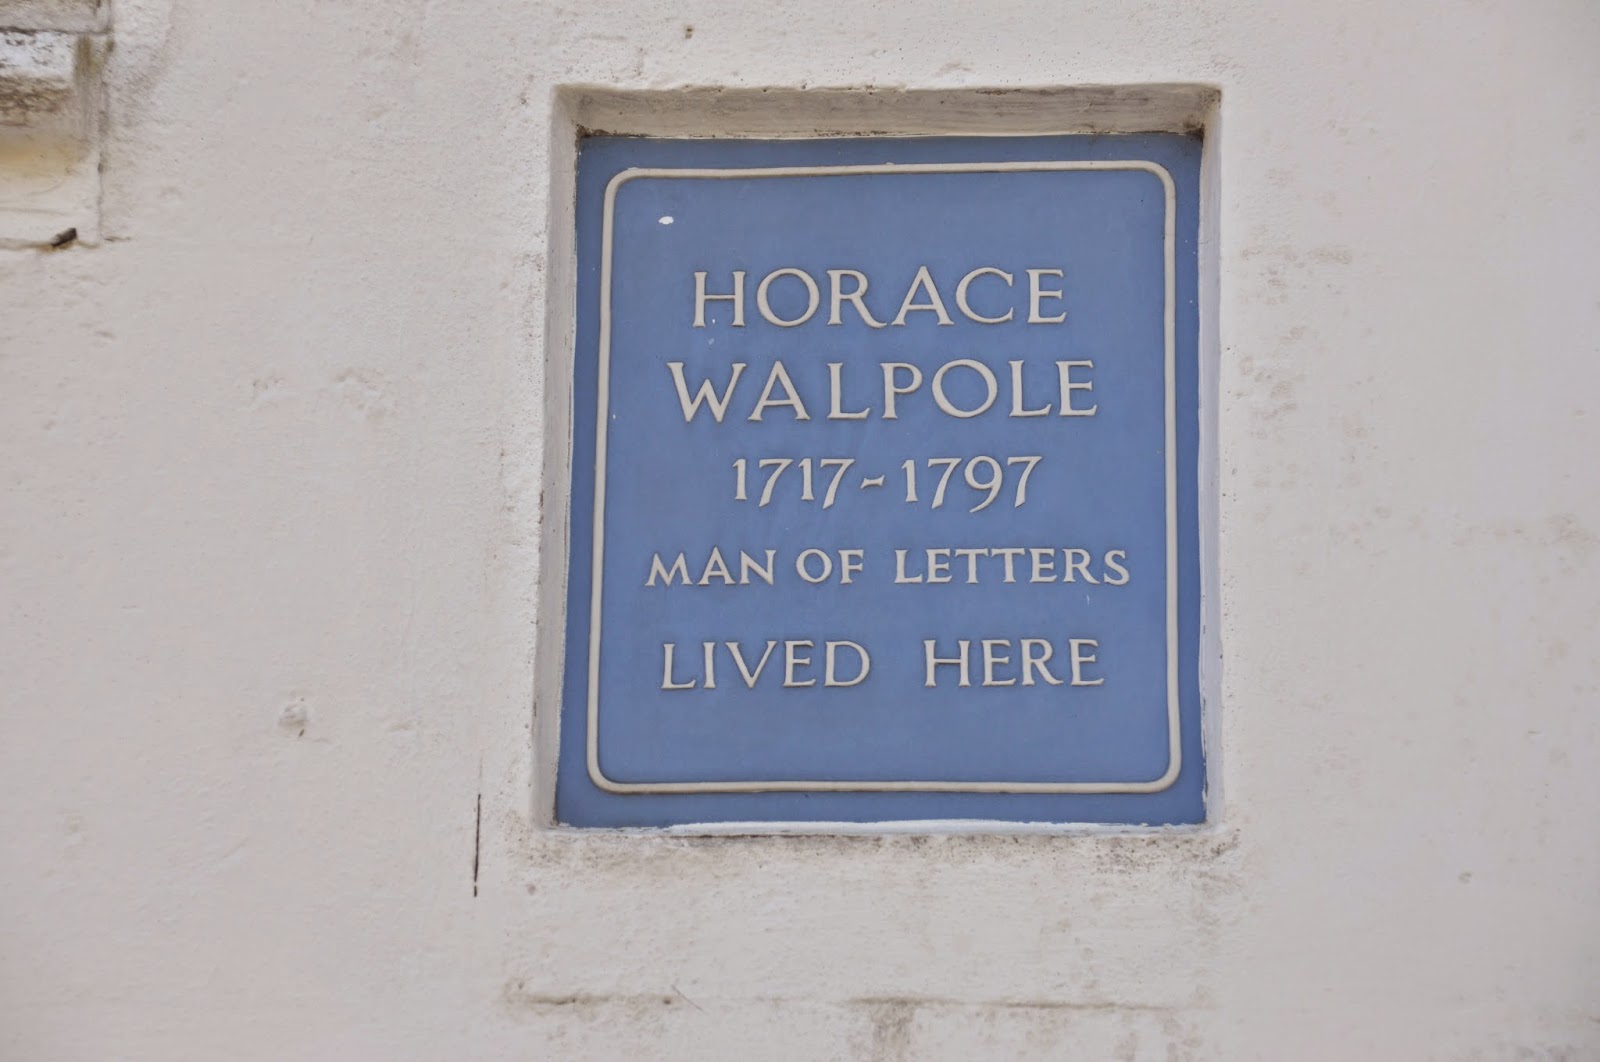 HORACE
WALPOLE
1717-1797
MAN OF LETTERS
LIVED HERE